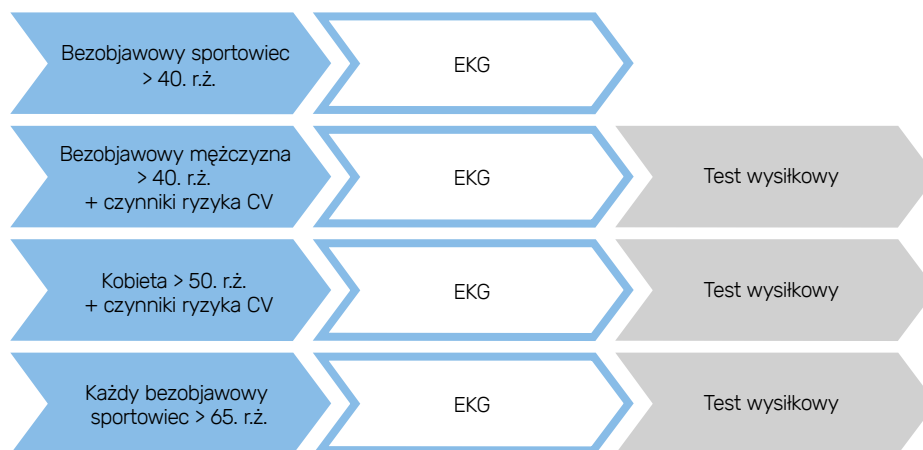 Bezobjawowy sportowiec
> 40. r.ż.
EKG
Bezobjawowy mężczyzna
> 40. r.ż.
+ czynniki ryzyka CV
EKG
Test wysiłkowy
Kobieta > 50. r.ż.
+ czynniki ryzyka CV
EKG
Test wysiłkowy
Każdy bezobjawowy
sportowiec > 65. r.ż.
EKG
Test wysiłkowy